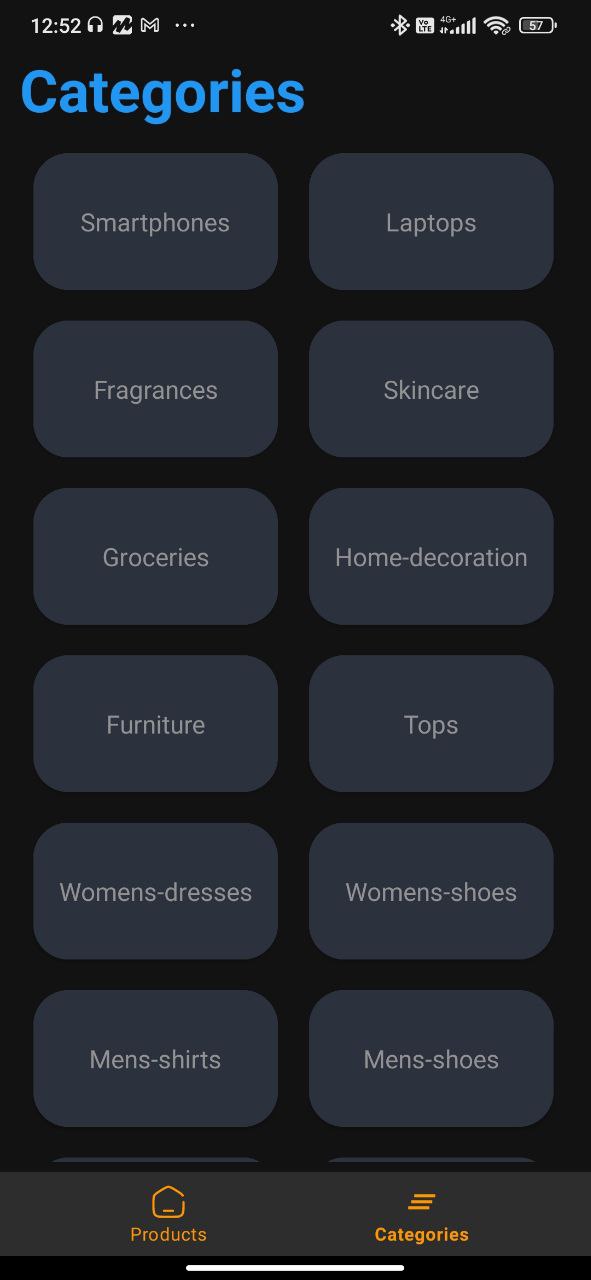 12:52 Vo LTE 4G+ 57
Categories
Smartphones Laptops
Fragrances Skincare
Groceries Home-decoration
Furniture Tops
Womens-dresses Womens-shoes
Mens-shirts Mens-shoes
Products Categories